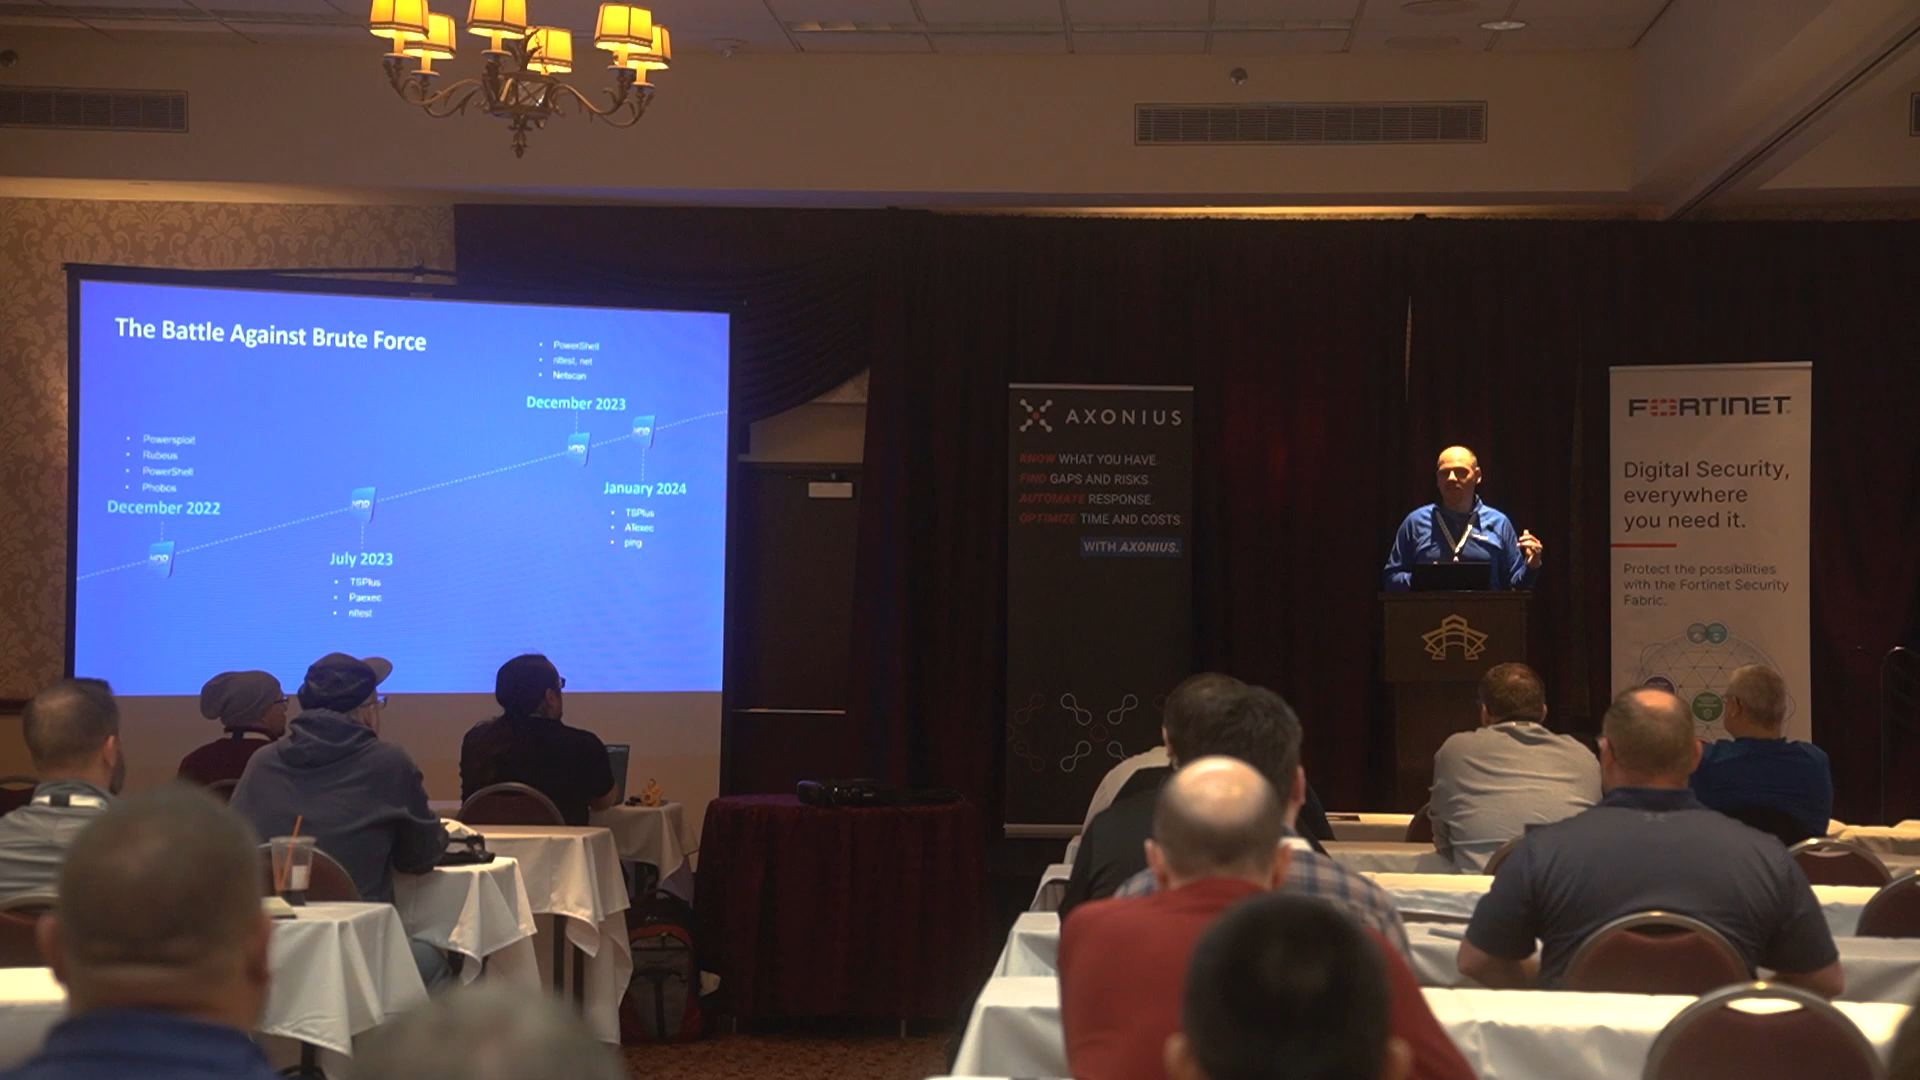 The Battle Against Brute Force
• PowerShell
• nltest, net
• Netscan
December 2023
• Powersploit
• Rubeus
• PowerShell
• Phobos
December 2022
January 2024
• TSPlus
• ATexec
• ping
July 2023
• TSPlus
• Paexec
• nltest
AXONIUS
KNOW WHAT YOU HAVE
FIND GAPS AND RISKS
AUTOMATE RESPONSE
OPTIMIZE TIME AND COSTS
WITH AXONIUS.
FORTINET
Digital Security,
everywhere
you need it.
Protect the possibilities
with the Fortinet Security
Fabric.